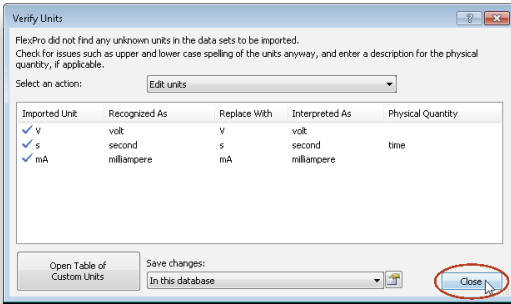 Verify Units
FlexPro did not find any unknown units in the data sets to be imported.
Check for issues such as upper and lower case spelling of the units anyway, and enter a description for the physical
quantity, if applicable.
Select an action: Edit units
Imported Unit Recognized As Replace With Interpreted As Physical Quantity
V volt V volt
s second s second time
mA milliampere mA milliampere
Open Table of
Custom Units
Save changes:
In this database
Close